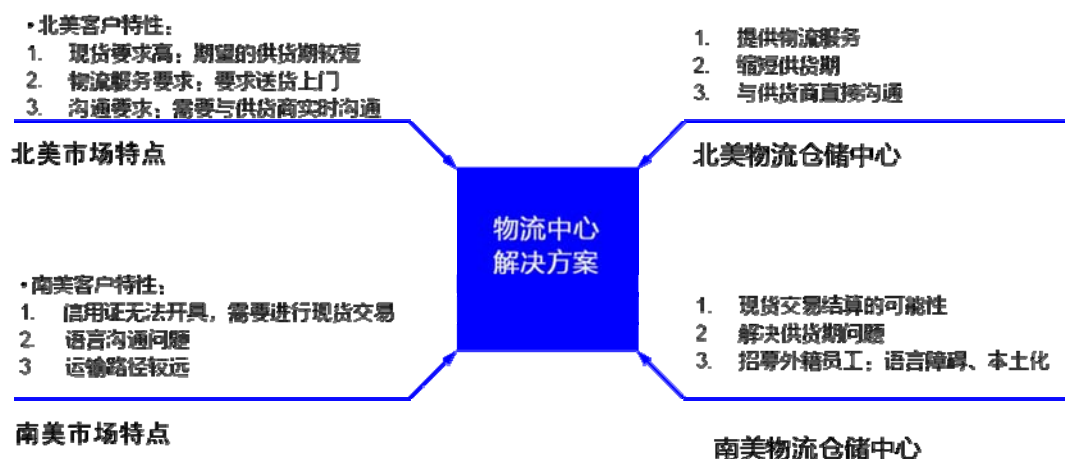 •北美客户特性：
1. 现货要求高：期望的供货期较短
2. 物流服务要求：要求送货上门
3. 沟通要求：需要与供货商实时沟通
北美市场特点
1. 提供物流服务
2. 缩短供货期
3. 与供货商直接沟通
北美物流仓储中心
物流中心
解决方案
•南美客户特性：
1. 信用证无法开具，需要进行现货交易
2. 语言沟通问题
3 运输路径较远
南美市场特点
1. 现货交易结算的可能性
2 解决供货期问题
3. 招募外籍员工：语言障碍、本土化
南美物流仓储中心